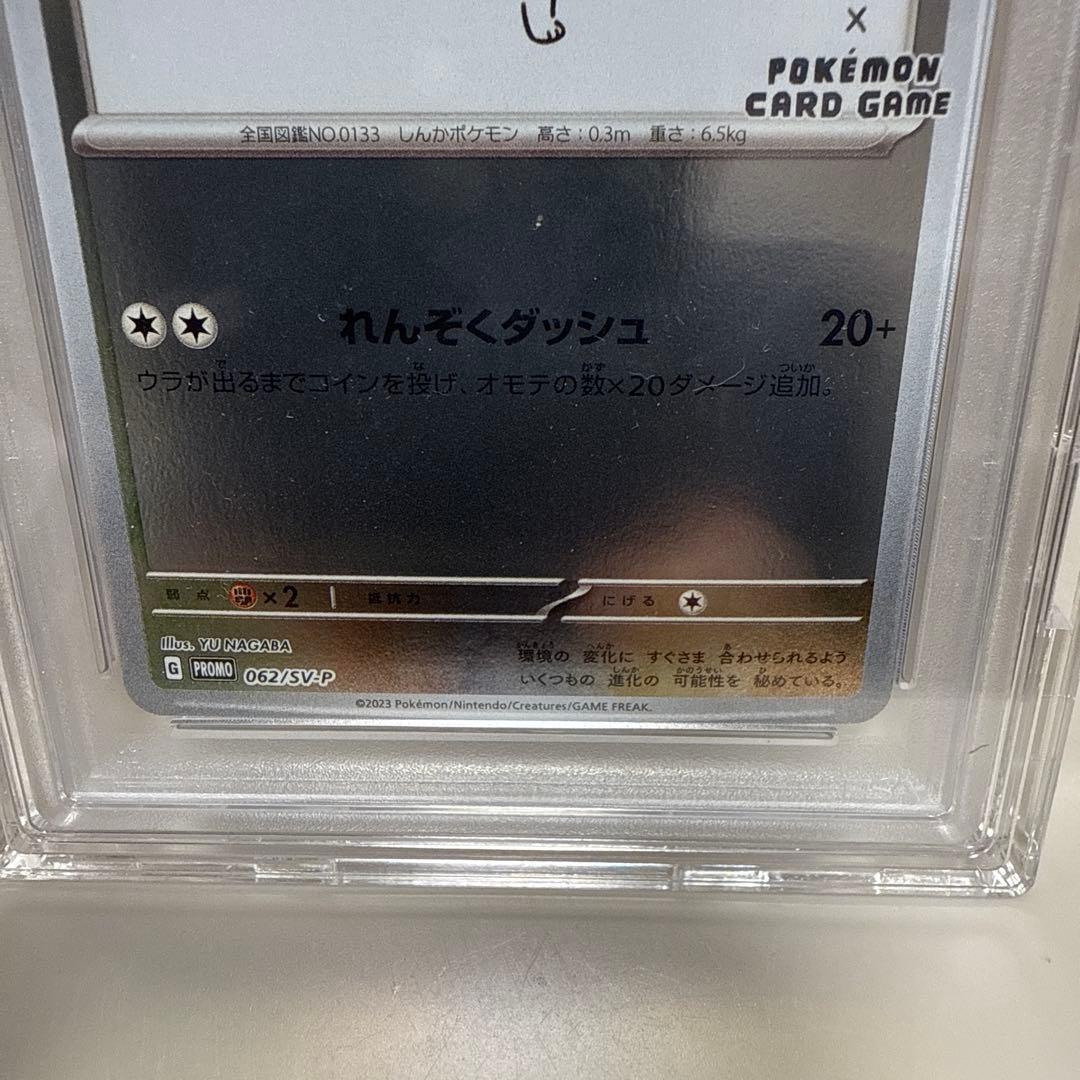 ×
POKÉMON
CARD GAME
全国図鑑NO.0133 しんかポケモン 高さ:0.3m 重さ:6.5kg
れんぞくダッシュ 20+
ウラが出るまでコインを投げ、オモテの数×20ダメージ追加。
弱点 ×2 抵抗力 にげる
Illus. YU NAGABA
環境の 変化に すぐさま 合わせられるよう
G PROMO 062/SV-P
いくつもの 進化の 可能性を 秘めている。
©2023 Pokémon/Nintendo/Creatures/GAME FREAK.